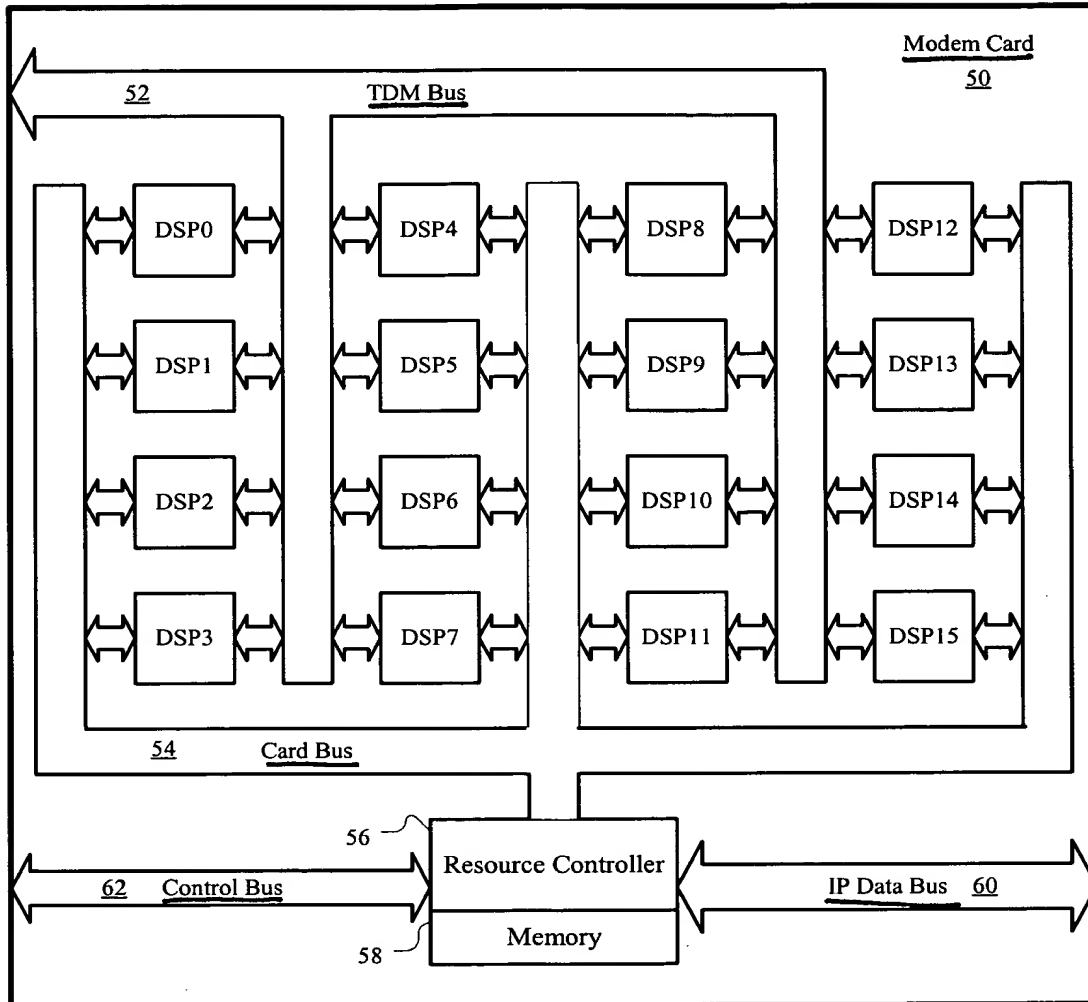 Modem Card
50
52 TDM Bus
DSP0 DSP4 DSP8 DSP12
DSP1 DSP5 DSP9 DSP13
DSP2 DSP6 DSP10 DSP14
DSP3 DSP7 DSP11 DSP15
54 Card Bus
56
Resource Controller
62 Control Bus
IP Data Bus 60
58
Memory